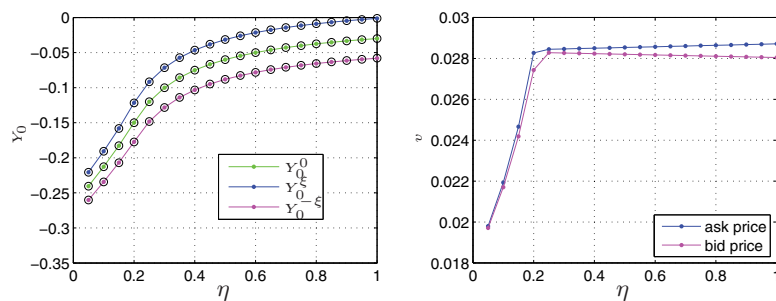 0
−0.05
−0.1
−0.15
−0.2
−0.25
−0.3
−0.35
Y₀
0 0.2 0.4 0.6 0.8 1
η
Y₀⁰
Y₀^ξ
Y₀^−ξ
0.03
0.028
0.026
0.024
0.022
0.02
0.018
v
0 0.2 0.4 0.6 0.8 1
η
ask price
bid price